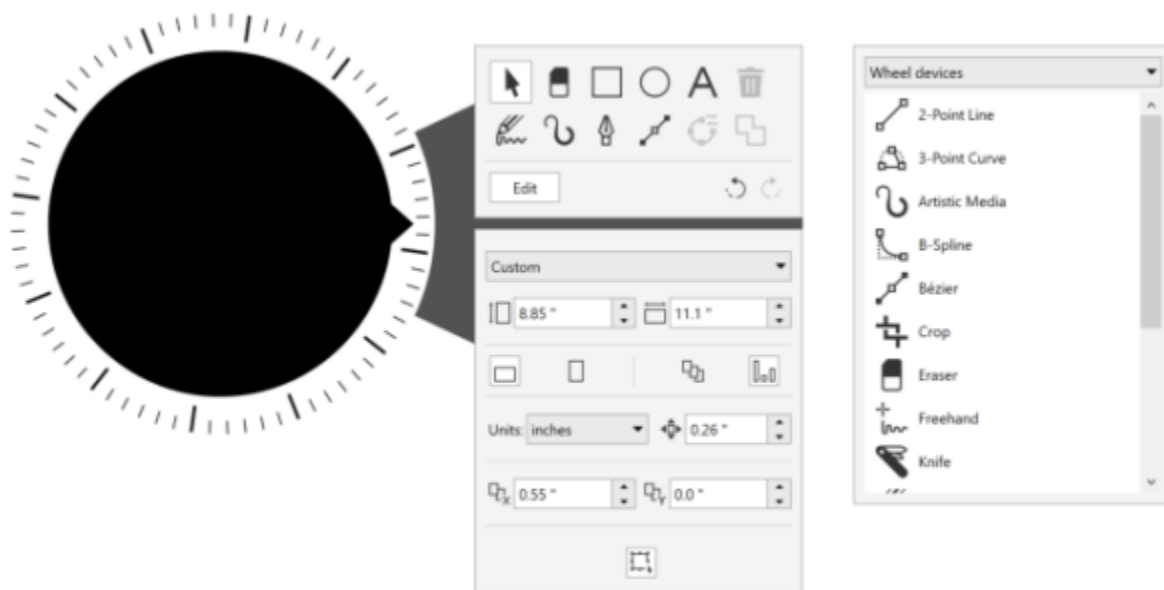 Edit
Custom
8.85 "
11.1 "
Units: inches
0.26 "
X 0.55 "
Y 0.0 "
Wheel devices
2-Point Line
3-Point Curve
Artistic Media
B-Spline
Bézier
Crop
Eraser
Freehand
Knife